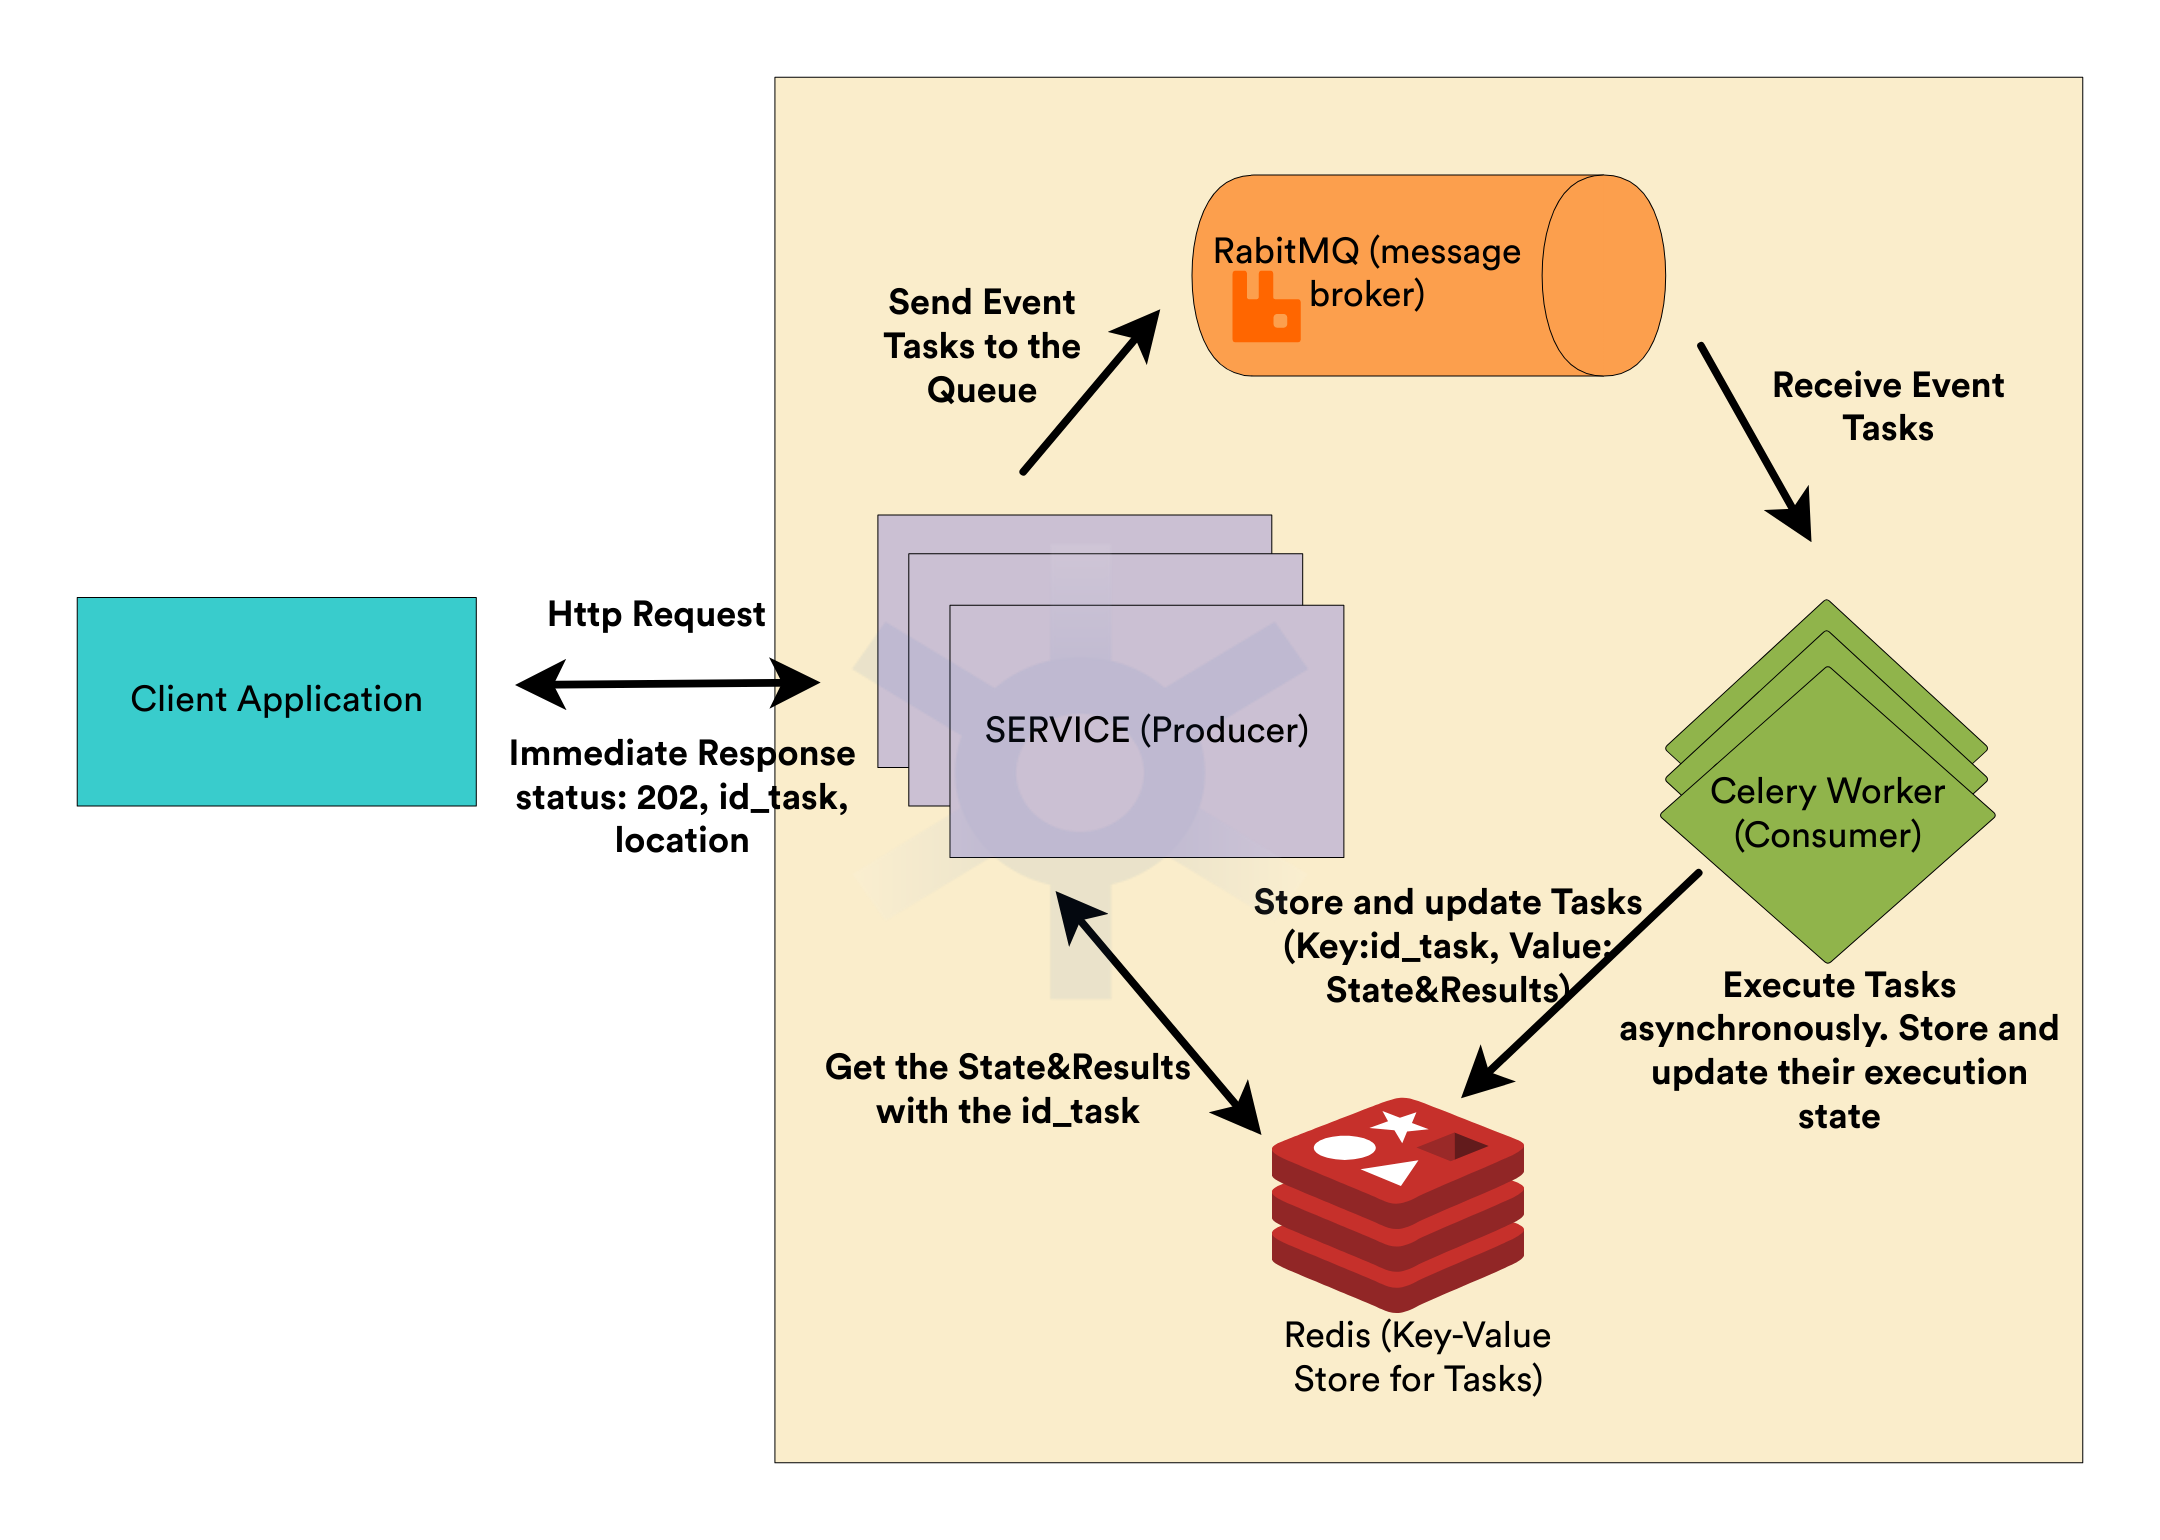 RabitMQ (message
broker)
Send Event
Tasks to the
Queue
Receive Event
Tasks
Http Request
Client Application
Immediate Response
status: 202, id_task,
location
SERVICE (Producer)
Celery Worker
(Consumer)
Store and update Tasks
(Key:id_task, Value:
State&Results)
Execute Tasks
asynchronously. Store and
update their execution
state
Get the State&Results
with the id_task
Redis (Key-Value
Store for Tasks)